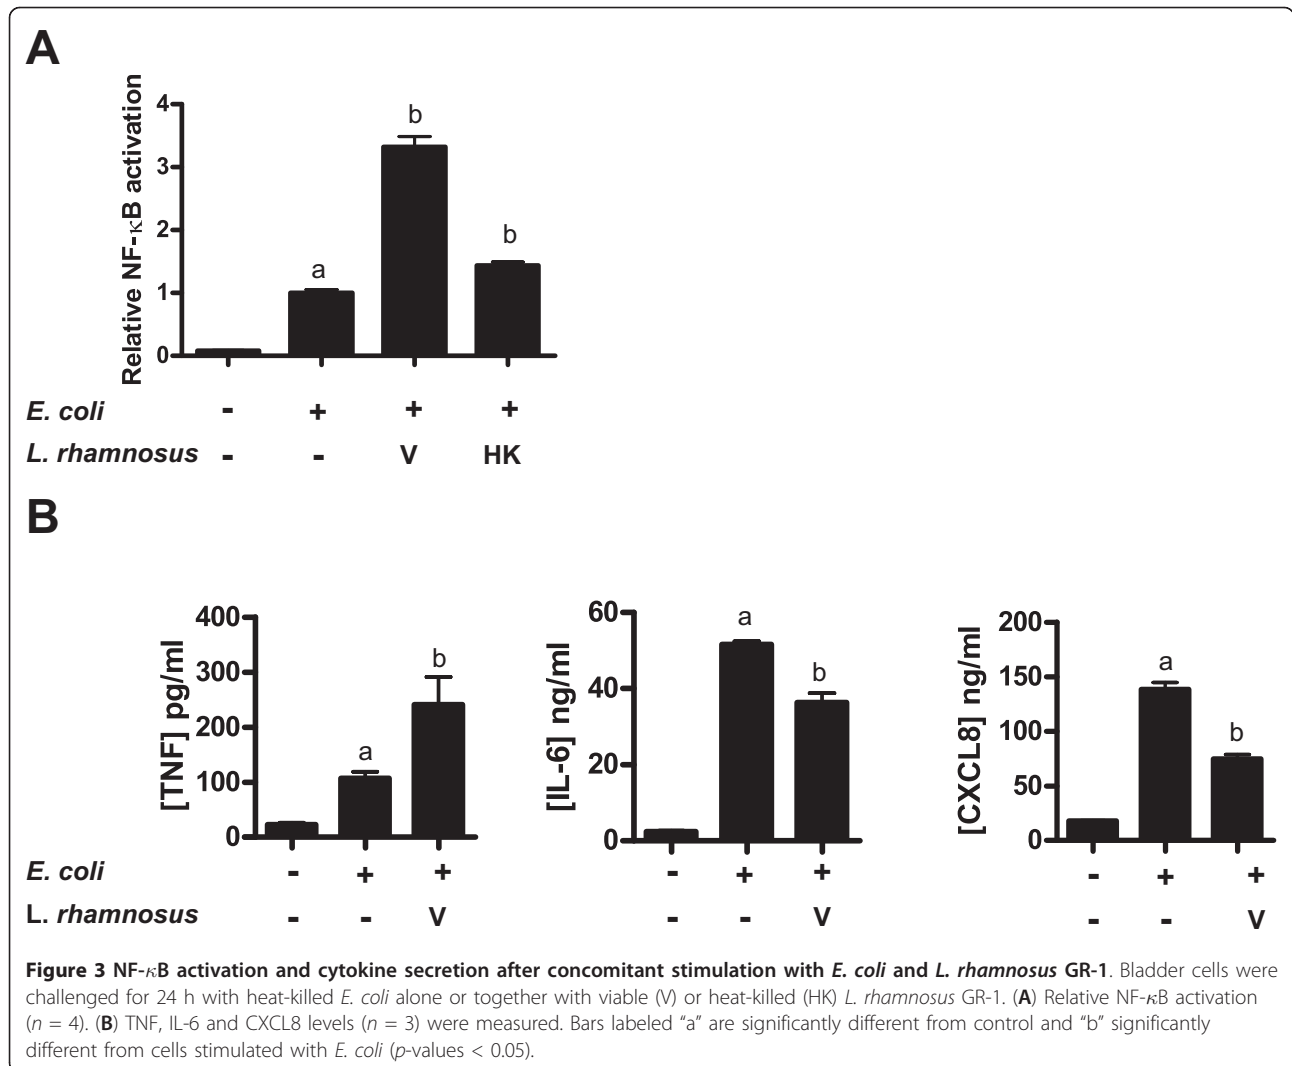 A
Relative NF-κB activation
4
3
2
1
0
a
b
b
E. coli - + + +
L. rhamnosus - - V HK
B
[TNF] pg/ml
400
300
200
100
0
a
b
[IL-6] ng/ml
60
40
20
0
a
b
[CXCL8] ng/ml
200
150
100
50
0
a
b
E. coli - + + - + + - + +
L. rhamnosus - - V - - V - - V
Figure 3 NF-κB activation and cytokine secretion after concomitant stimulation with E. coli and L. rhamnosus GR-1. Bladder cells were
challenged for 24 h with heat-killed E. coli alone or together with viable (V) or heat-killed (HK) L. rhamnosus GR-1. (A) Relative NF-κB activation
(n = 4). (B) TNF, IL-6 and CXCL8 levels (n = 3) were measured. Bars labeled “a” are significantly different from control and “b” significantly
different from cells stimulated with E. coli (p-values < 0.05).